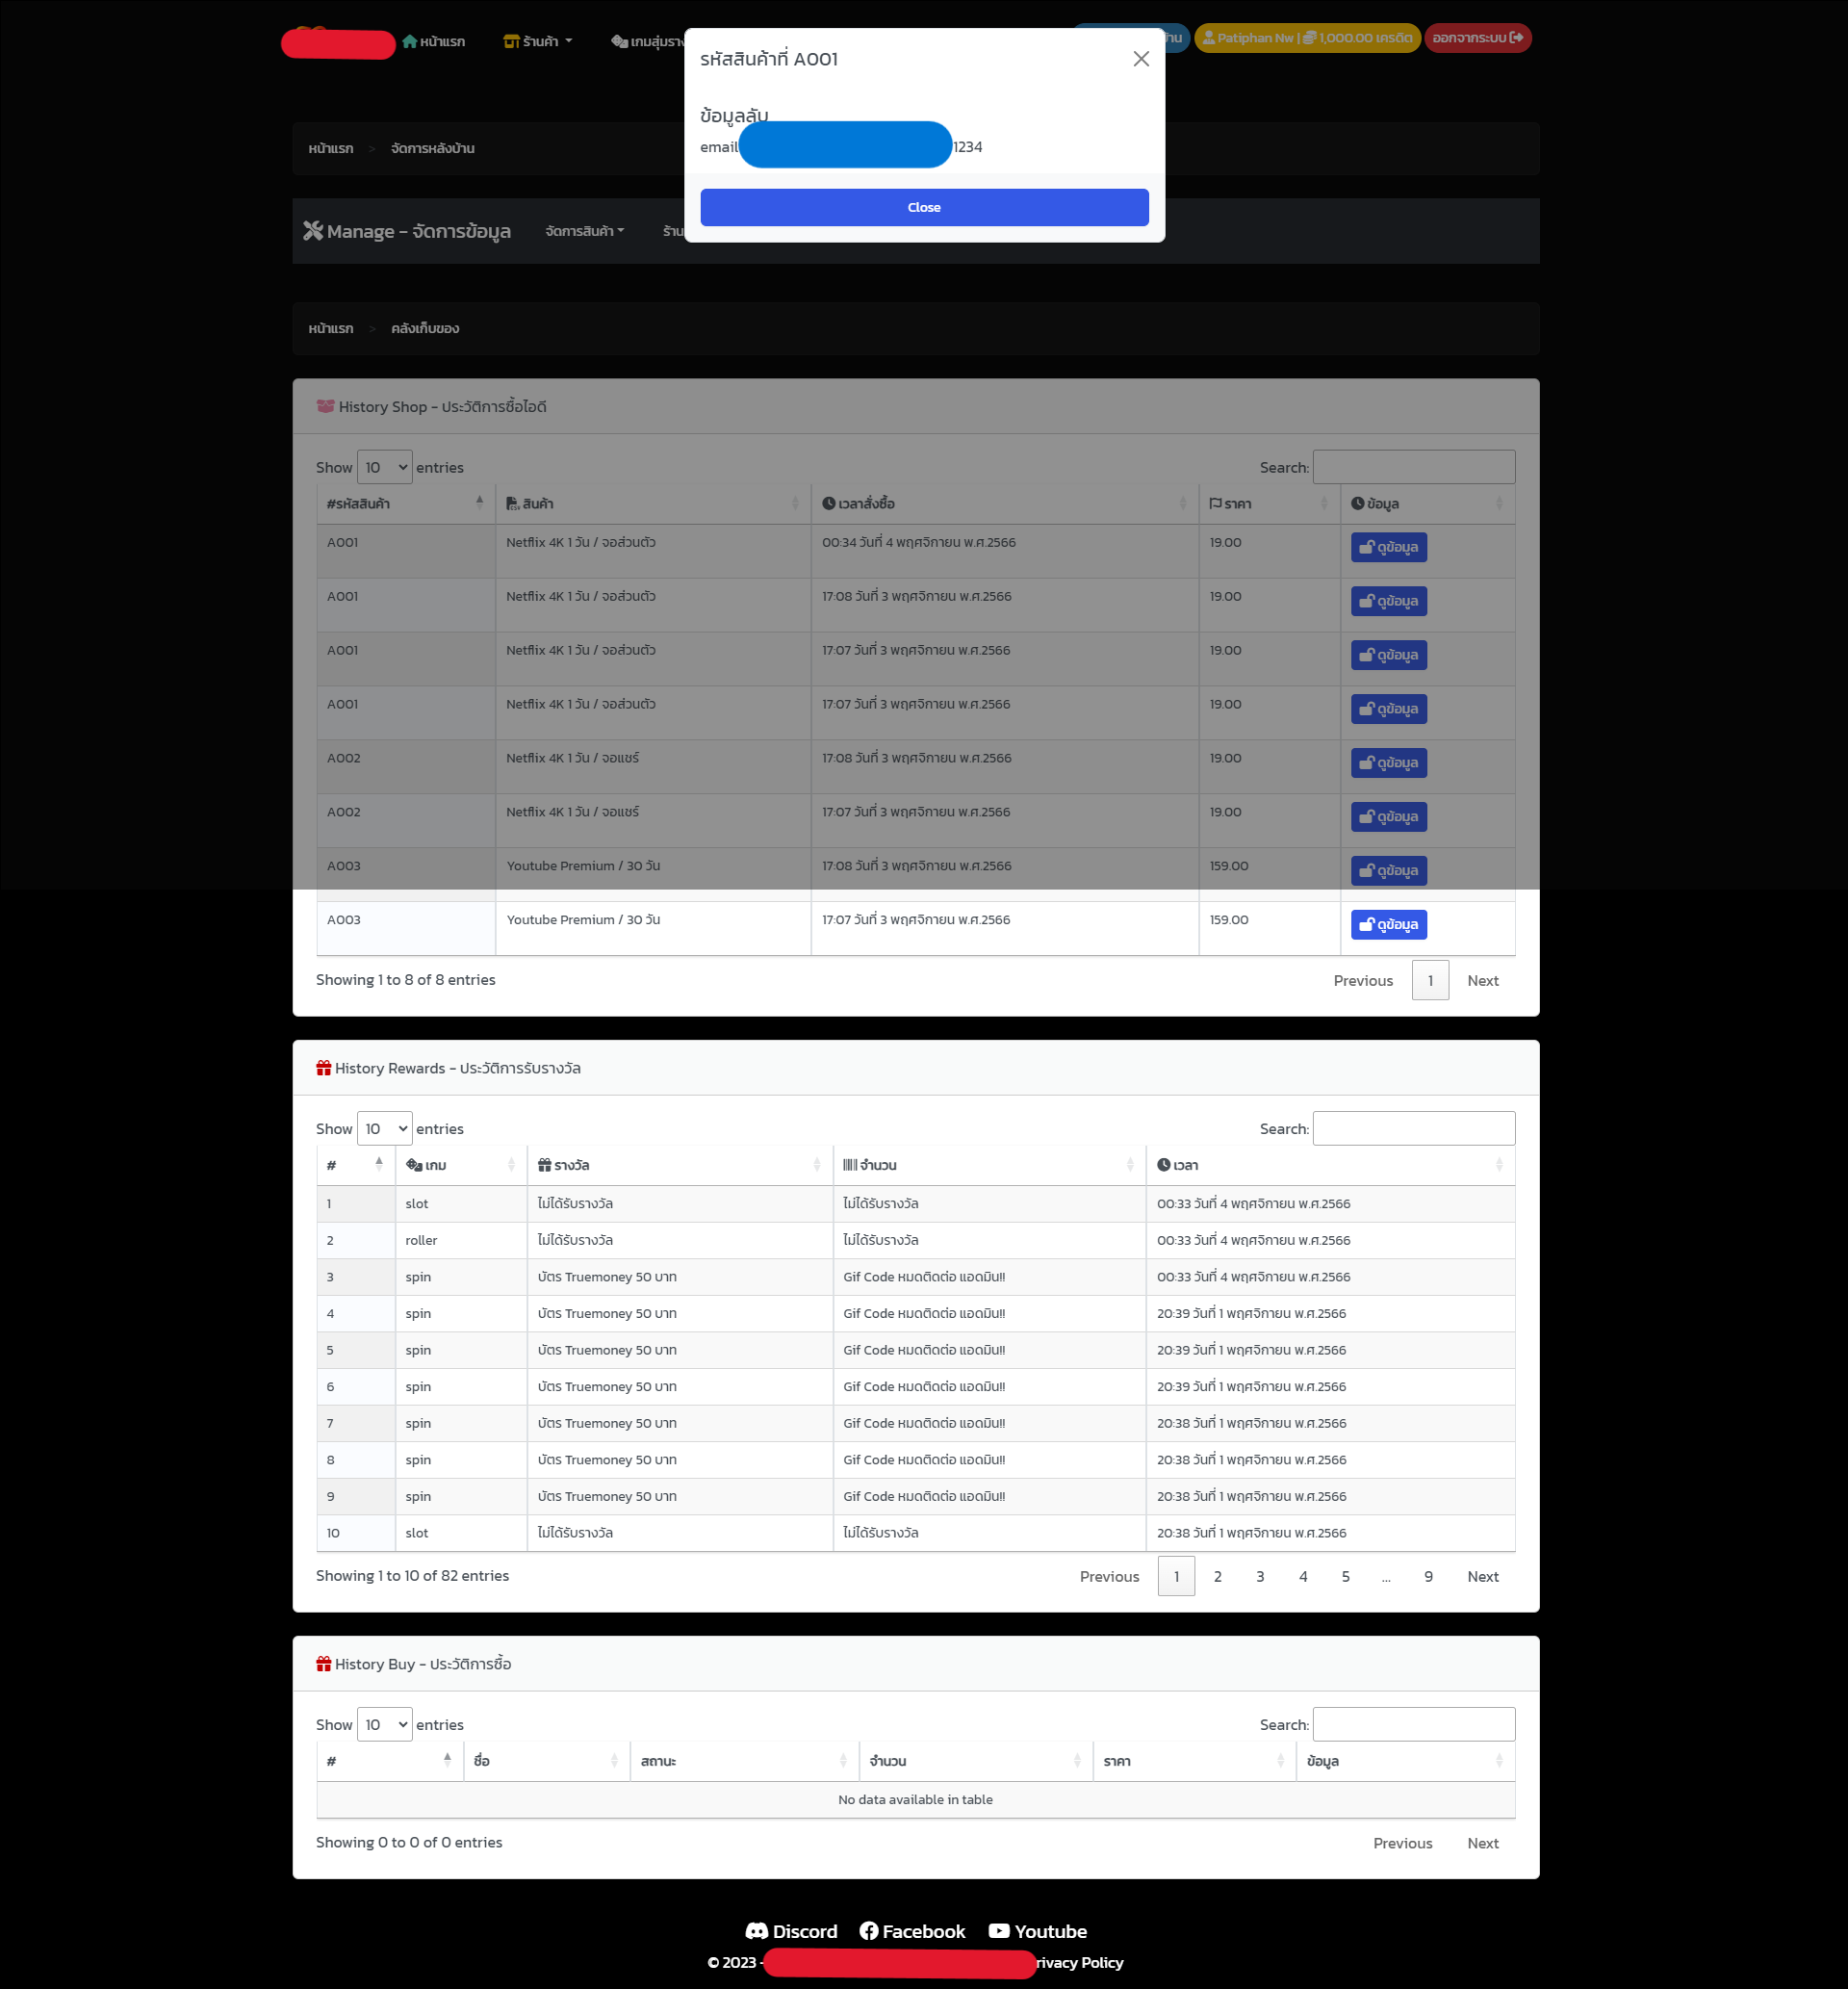 หน้าแรก ร้านค้า เกมสุ่มราง
Patiphan Nw | 1,000.00 เครดิต ออกจากระบบ
รหัสสินค้าที่ A001
ข้อมูลลับ
email 1234
Close
หน้าแรก > จัดการหลังบ้าน
Manage - จัดการข้อมูล จัดการสินค้า ร้าน
หน้าแรก > คลังเก็บของ
History Shop - ประวัติการซื้อไอดี
Show 10 entries Search:
#รหัสสินค้า สินค้า เวลาสั่งซื้อ ราคา ข้อมูล
A001 Netflix 4K 1 วัน / จอส่วนตัว 00:34 วันที่ 4 พฤศจิกายน พ.ศ.2566 19.00 ดูข้อมูล
A001 Netflix 4K 1 วัน / จอส่วนตัว 17:08 วันที่ 3 พฤศจิกายน พ.ศ.2566 19.00 ดูข้อมูล
A001 Netflix 4K 1 วัน / จอส่วนตัว 17:07 วันที่ 3 พฤศจิกายน พ.ศ.2566 19.00 ดูข้อมูล
A001 Netflix 4K 1 วัน / จอส่วนตัว 17:07 วันที่ 3 พฤศจิกายน พ.ศ.2566 19.00 ดูข้อมูล
A002 Netflix 4K 1 วัน / จอแชร์ 17:08 วันที่ 3 พฤศจิกายน พ.ศ.2566 19.00 ดูข้อมูล
A002 Netflix 4K 1 วัน / จอแชร์ 17:07 วันที่ 3 พฤศจิกายน พ.ศ.2566 19.00 ดูข้อมูล
A003 Youtube Premium / 30 วัน 17:08 วันที่ 3 พฤศจิกายน พ.ศ.2566 159.00 ดูข้อมูล
A003 Youtube Premium / 30 วัน 17:07 วันที่ 3 พฤศจิกายน พ.ศ.2566 159.00 ดูข้อมูล
Showing 1 to 8 of 8 entries Previous 1 Next
History Rewards - ประวัติการรับรางวัล
Show 10 entries Search:
# เกม รางวัล จำนวน เวลา
1 slot ไม่ได้รับรางวัล ไม่ได้รับรางวัล 00:33 วันที่ 4 พฤศจิกายน พ.ศ.2566
2 roller ไม่ได้รับรางวัล ไม่ได้รับรางวัล 00:33 วันที่ 4 พฤศจิกายน พ.ศ.2566
3 spin บัตร Truemoney 50 บาท Gif Code หมดติดต่อ แอดมิน!! 00:33 วันที่ 4 พฤศจิกายน พ.ศ.2566
4 spin บัตร Truemoney 50 บาท Gif Code หมดติดต่อ แอดมิน!! 20:39 วันที่ 1 พฤศจิกายน พ.ศ.2566
5 spin บัตร Truemoney 50 บาท Gif Code หมดติดต่อ แอดมิน!! 20:39 วันที่ 1 พฤศจิกายน พ.ศ.2566
6 spin บัตร Truemoney 50 บาท Gif Code หมดติดต่อ แอดมิน!! 20:39 วันที่ 1 พฤศจิกายน พ.ศ.2566
7 spin บัตร Truemoney 50 บาท Gif Code หมดติดต่อ แอดมิน!! 20:38 วันที่ 1 พฤศจิกายน พ.ศ.2566
8 spin บัตร Truemoney 50 บาท Gif Code หมดติดต่อ แอดมิน!! 20:38 วันที่ 1 พฤศจิกายน พ.ศ.2566
9 spin บัตร Truemoney 50 บาท Gif Code หมดติดต่อ แอดมิน!! 20:38 วันที่ 1 พฤศจิกายน พ.ศ.2566
10 slot ไม่ได้รับรางวัล ไม่ได้รับรางวัล 20:38 วันที่ 1 พฤศจิกายน พ.ศ.2566
Showing 1 to 10 of 82 entries Previous 1 2 3 4 5 ... 9 Next
History Buy - ประวัติการซื้อ
Show 10 entries Search:
# ชื่อ สถานะ จำนวน ราคา ข้อมูล
No data available in table
Showing 0 to 0 of 0 entries Previous Next
Discord Facebook Youtube
© 2023 - rivacy Policy